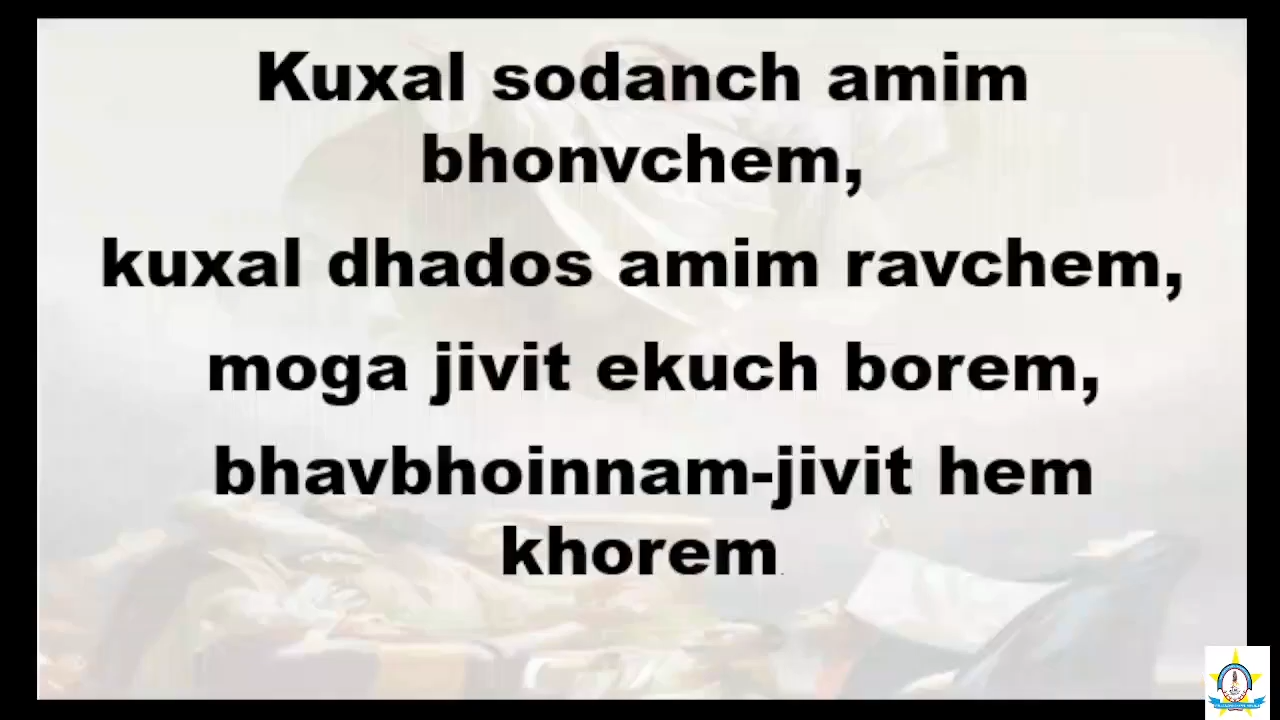 Kuxal sodanch amim
bhonvchem,
kuxal dhados amim ravchem,
moga jivit ekuch borem,
bhavbhoinnam-jivit hem
khorem.